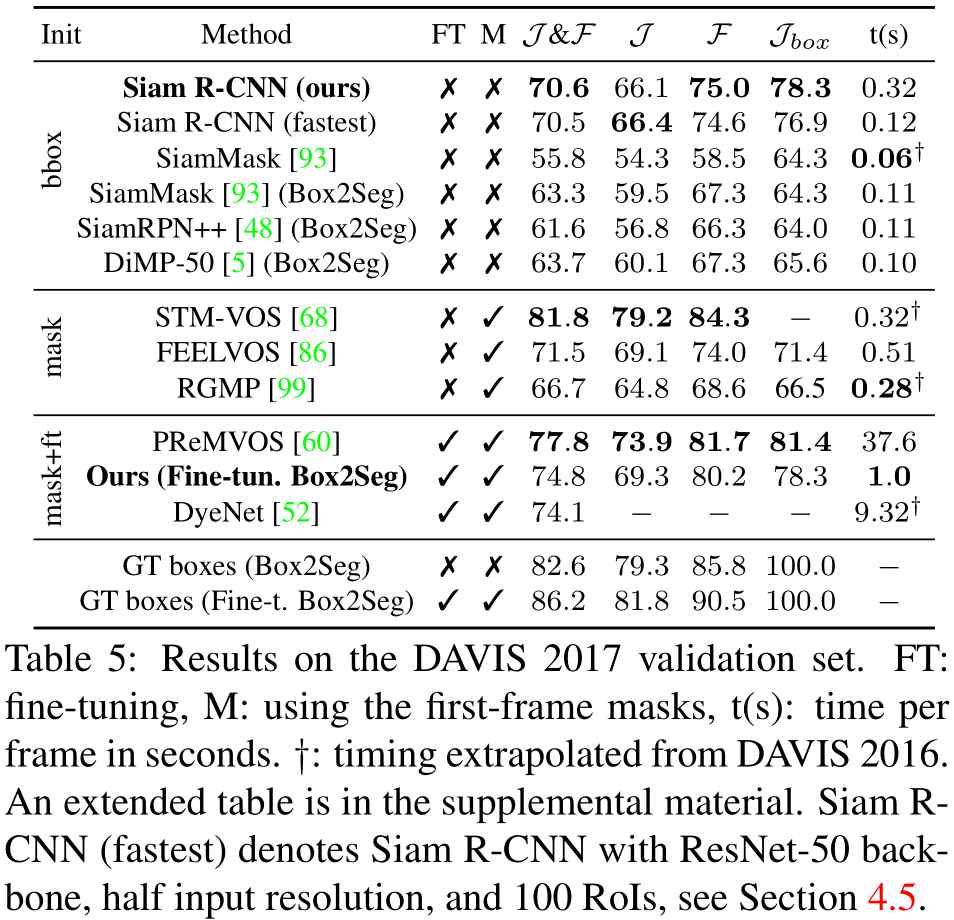 Init Method FT M J&F J F J_box t(s)
bbox
Siam R-CNN (ours) ✗ ✗ 70.6 66.1 75.0 78.3 0.32
Siam R-CNN (fastest) ✗ ✗ 70.5 66.4 74.6 76.9 0.12
SiamMask [93] ✗ ✗ 55.8 54.3 58.5 64.3 0.06†
SiamMask [93] (Box2Seg) ✗ ✗ 63.3 59.5 67.3 64.3 0.11
SiamRPN++ [48] (Box2Seg) ✗ ✗ 61.6 56.8 66.3 64.0 0.11
DiMP-50 [5] (Box2Seg) ✗ ✗ 63.7 60.1 67.3 65.6 0.10
mask
STM-VOS [68] ✗ ✓ 81.8 79.2 84.3 − 0.32†
FEELVOS [86] ✗ ✓ 71.5 69.1 74.0 71.4 0.51
RGMP [99] ✗ ✓ 66.7 64.8 68.6 66.5 0.28†
mask+ft
PReMVOS [60] ✓ ✓ 77.8 73.9 81.7 81.4 37.6
Ours (Fine-tun. Box2Seg) ✓ ✓ 74.8 69.3 80.2 78.3 1.0
DyeNet [52] ✓ ✓ 74.1 − − − 9.32†
GT boxes (Box2Seg) ✗ ✗ 82.6 79.3 85.8 100.0 −
GT boxes (Fine-t. Box2Seg) ✓ ✓ 86.2 81.8 90.5 100.0 −
Table 5: Results on the DAVIS 2017 validation set. FT:
fine-tuning, M: using the first-frame masks, t(s): time per
frame in seconds. †: timing extrapolated from DAVIS 2016.
An extended table is in the supplemental material. Siam R-
CNN (fastest) denotes Siam R-CNN with ResNet-50 back-
bone, half input resolution, and 100 RoIs, see Section 4.5.